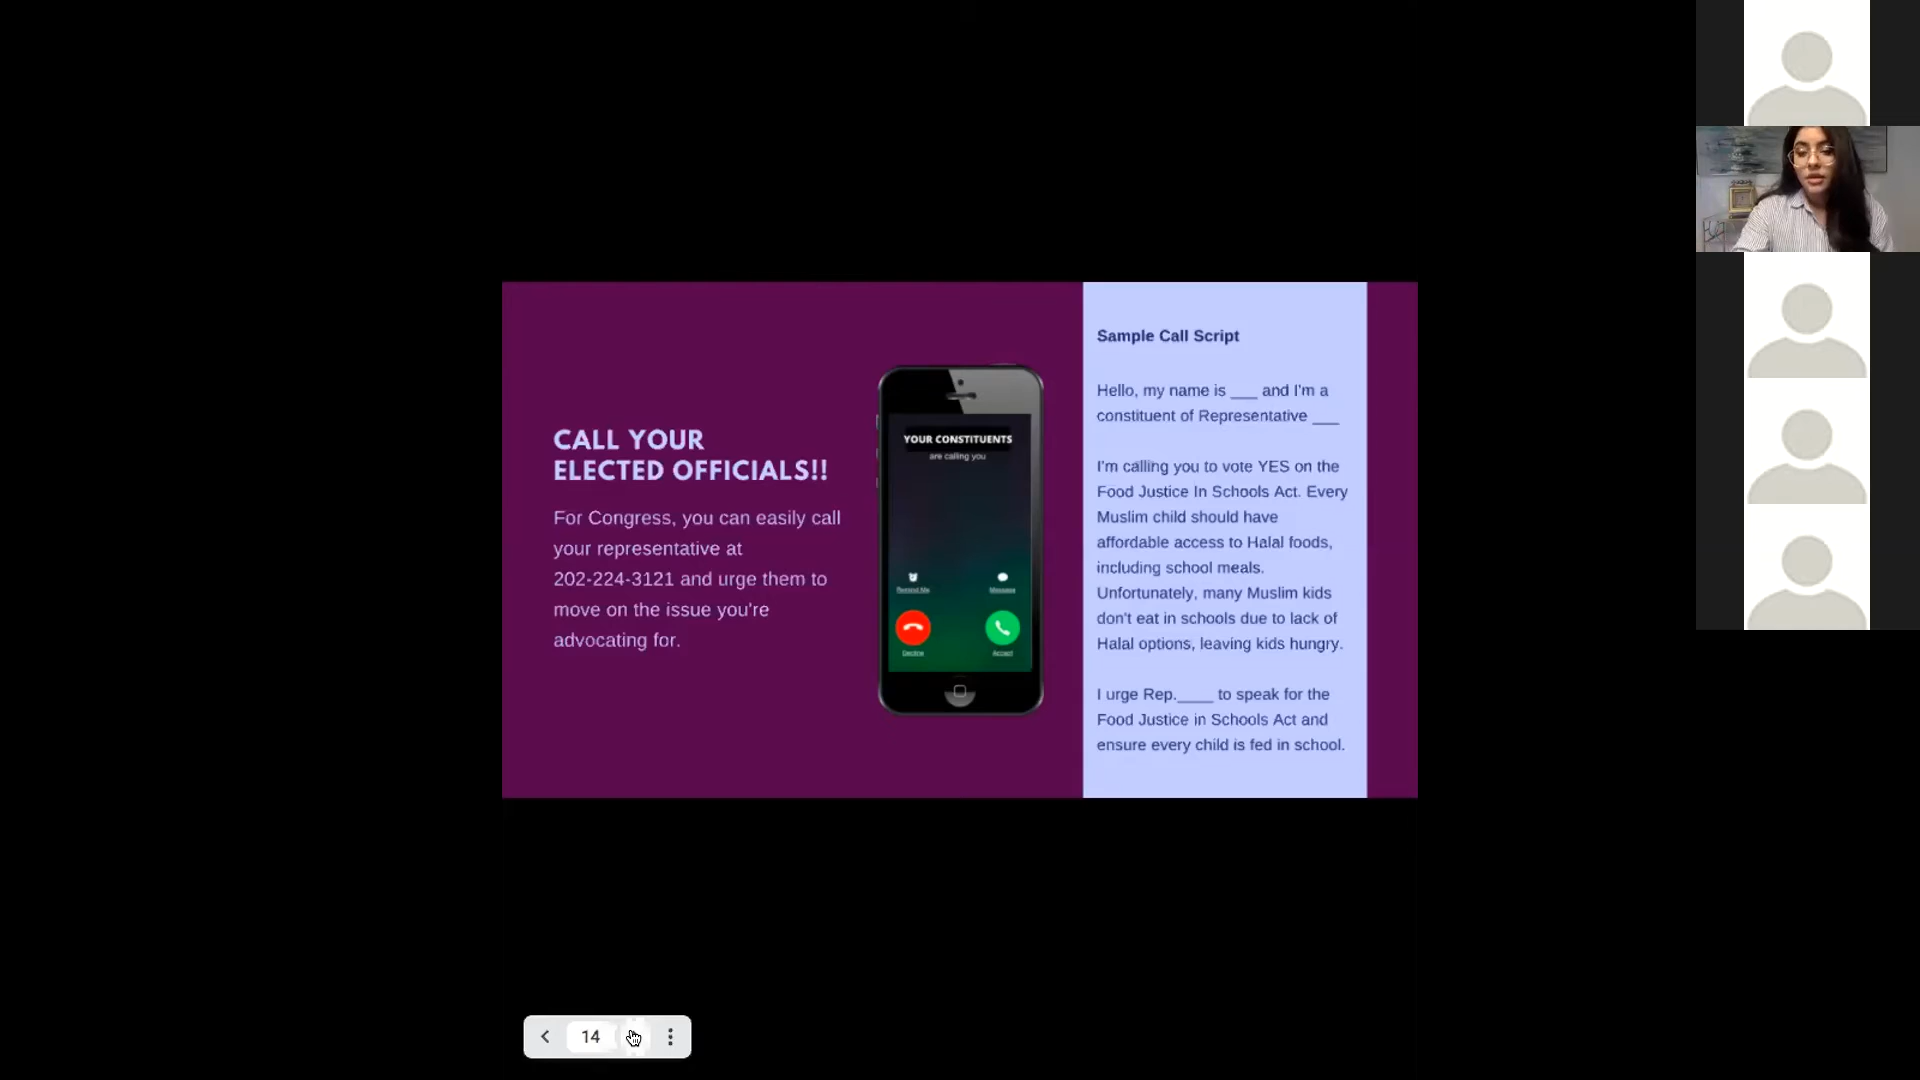 CALL YOUR
ELECTED OFFICIALS!!
For Congress, you can easily call
your representative at
202-224-3121 and urge them to
move on the issue you're
advocating for.
YOUR CONSTITUENTS
are calling you
Remind Me
Message
Decline
Accept
Sample Call Script
Hello, my name is ___ and I'm a
constituent of Representative ___
I'm calling you to vote YES on the
Food Justice In Schools Act. Every
Muslim child should have
affordable access to Halal foods,
including school meals.
Unfortunately, many Muslim kids
don't eat in schools due to lack of
Halal options, leaving kids hungry.
I urge Rep.____ to speak for the
Food Justice in Schools Act and
ensure every child is fed in school.
14